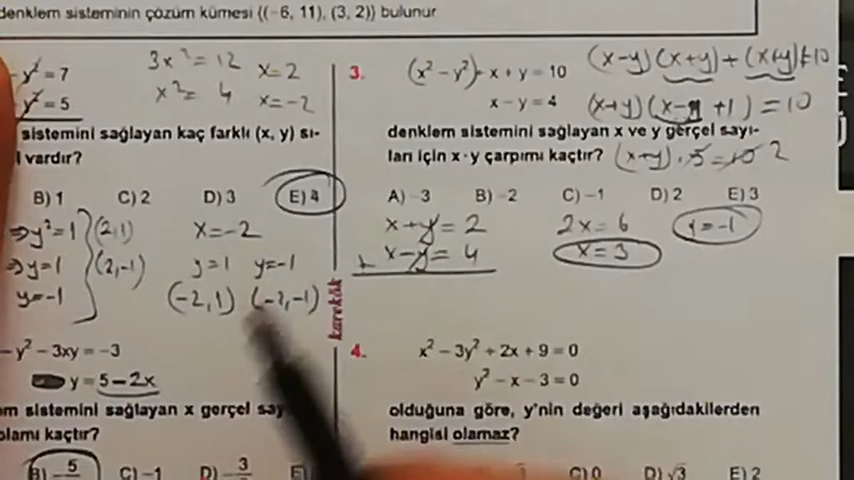 denklem sisteminin çözüm kümesi {(-6, 11), (3, 2)} bulunur
y² = 7
y² = 5
3x² = 12
x² = 4
x = 2
x = -2
sistemini sağlayan kaç farklı (x, y) sı-
vardır?
B) 1 C) 2 D) 3 E) 4
⇒ y² = 1
⇒ y = 1
y = -1
(2,1)
(2,-1)
x = -2
y = 1 y = -1
(-2,1) (-2,-1)
-y² - 3xy = -3
y = 5 - 2x
sistemini sağlayan x gerçel
kaçtır?
B) -5 C) -1 D) -3 E)
karekök
3. (x² - y²) + x + y = 10
x - y = 4
(x-y)(x+y) + (x+y) = 10
(x+y)(x-y+1) = 10
denklem sistemini sağlayan x ve y gerçel sayı-
ları için x·y çarpımı kaçtır?
(x+y) · 5 = 10 2
A) -3 B) -2 C) -1 D) 2 E) 3
x + y = 2
+ x - y = 4
2x = 6
x = 3
y = -1
4. x² - 3y² + 2x + 9 = 0
y² - x - 3 = 0
olduğuna göre, y'nin değeri aşağıdakilerden
hangisi olamaz?
C) 0 D) √3 E) 2